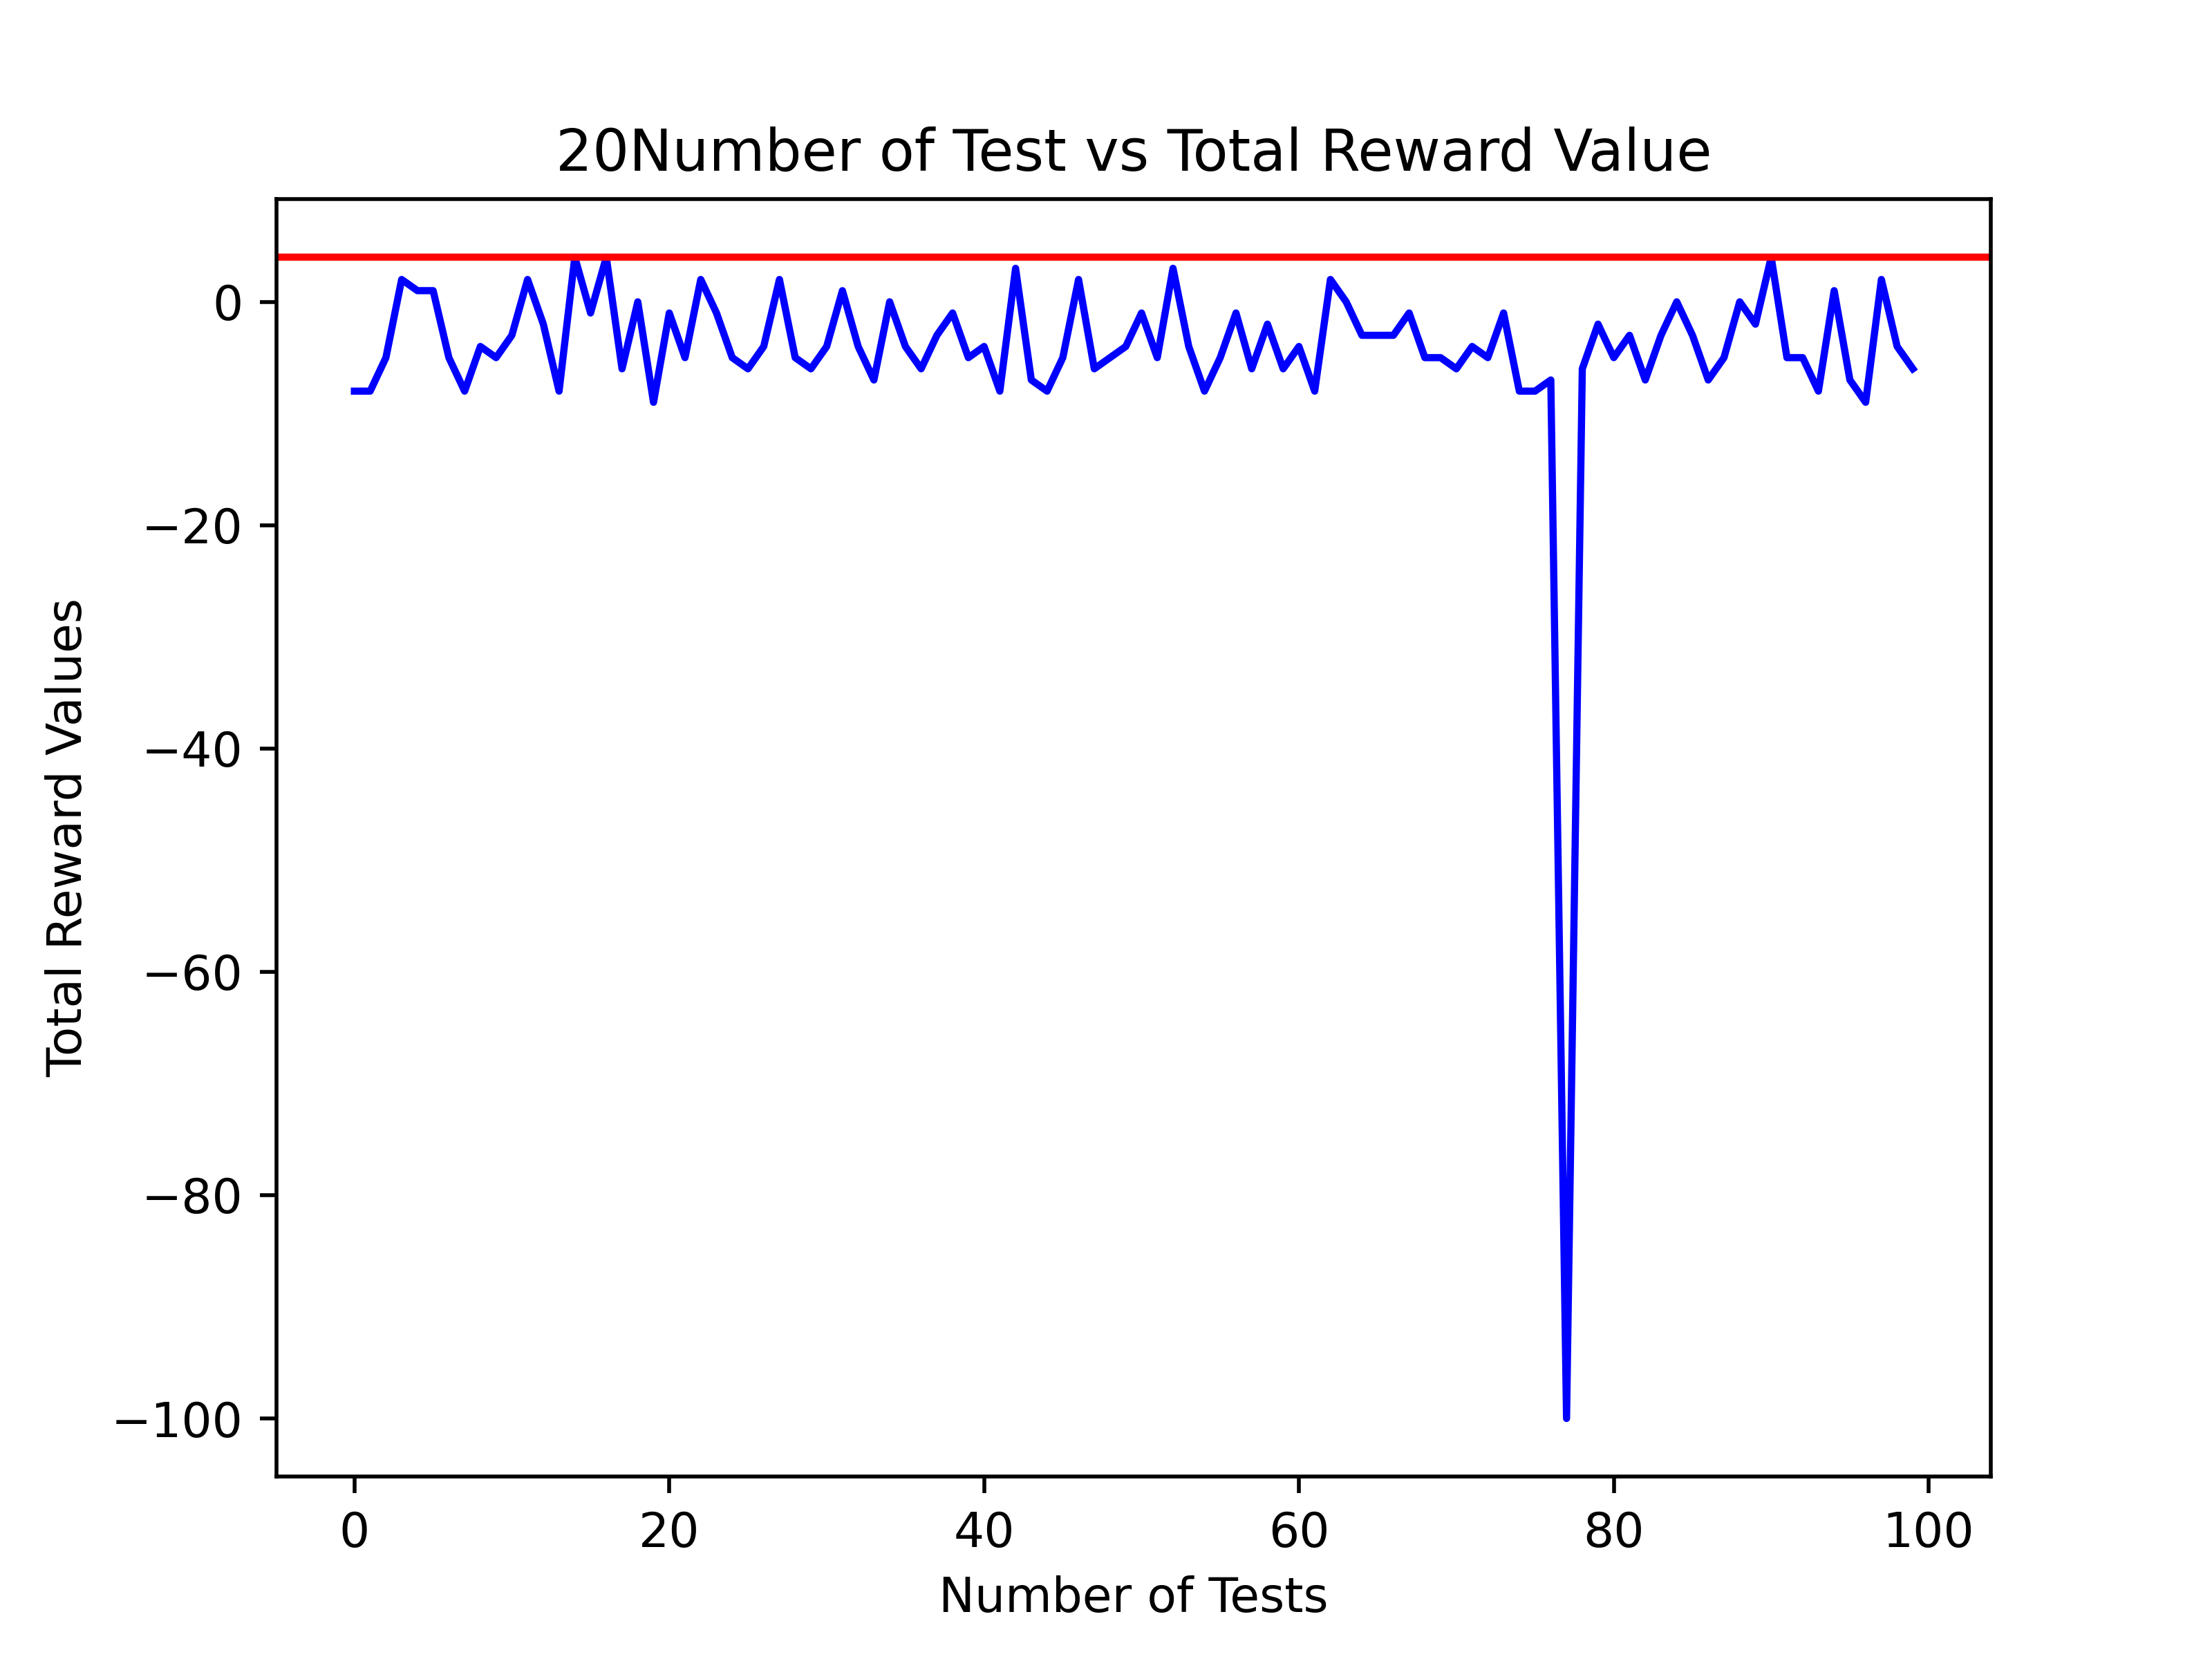 20Number of Test vs Total Reward Value
Total Reward Values
0
−20
−40
−60
−80
−100
0 20 40 60 80 100
Number of Tests